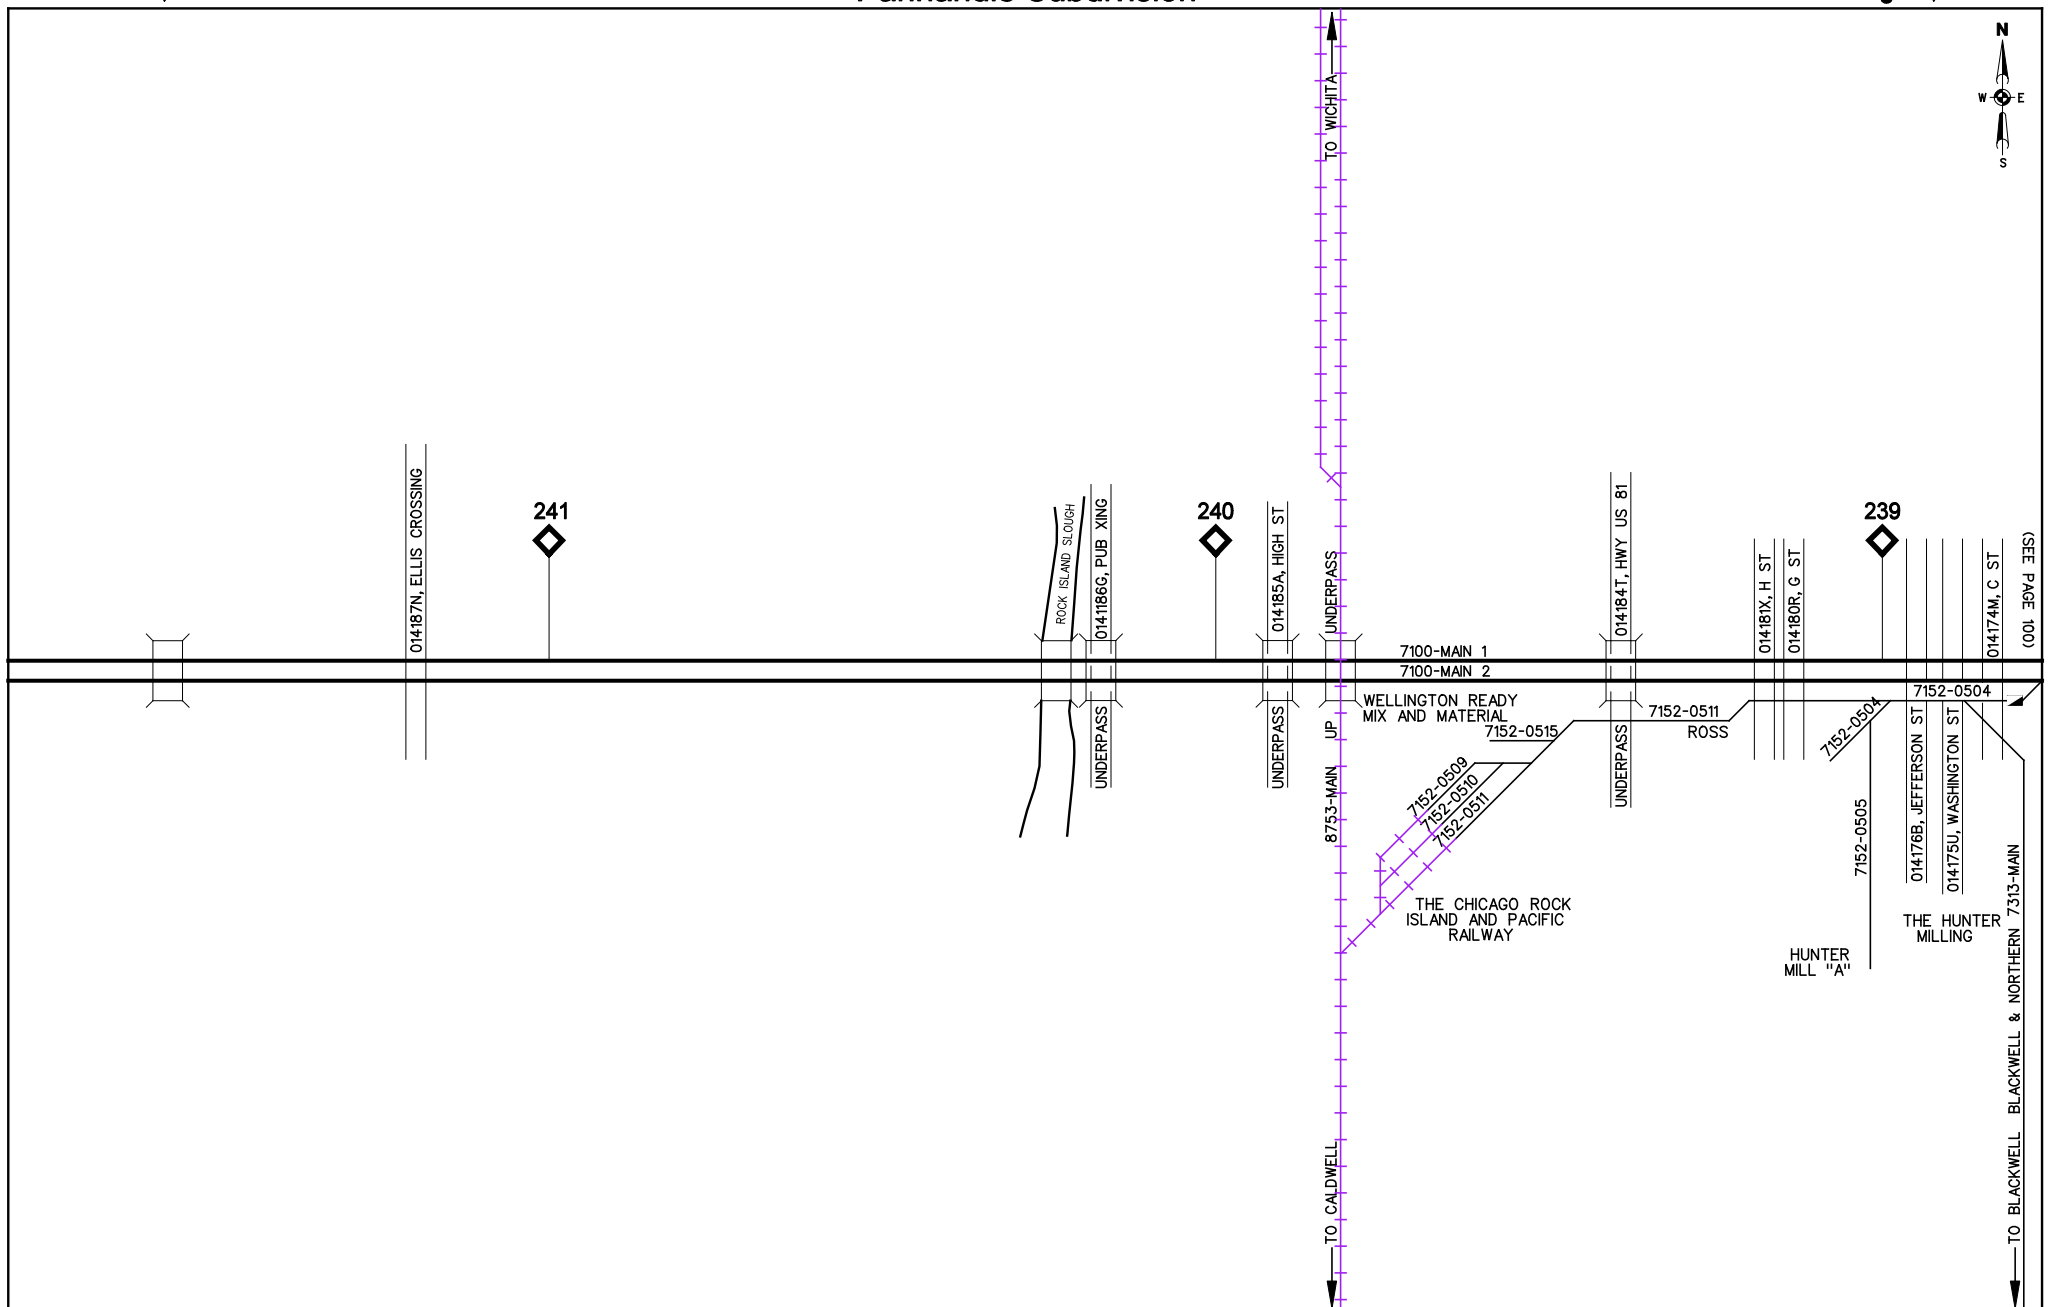 Panhandle Subdivision
N
W
E
S
TO WICHITA
241
240
239
014187N, ELLIS CROSSING
ROCK ISLAND SLOUGH
0141186G, PUB XING
014185A, HIGH ST
UNDERPASS
014184T, HWY US 81
014181X, H ST
014180R, G ST
014174M, C ST
(SEE PAGE 100)
7100-MAIN 1
7100-MAIN 2
7152-0504
WELLINGTON READY
MIX AND MATERIAL
7152-0511
ROSS
7152-0515
7152-0504
UNDERPASS
UNDERPASS
8753-MAIN UP
UNDERPASS
7152-0509
7152-0510
7152-0511
7152-0505
014176B, JEFFERSON ST
014175U, WASHINGTON ST
THE CHICAGO ROCK
ISLAND AND PACIFIC
RAILWAY
THE HUNTER
MILLING
HUNTER
MILL "A"
TO CALDWELL
TO BLACKWELL BLACKWELL & NORTHERN 7313-MAIN